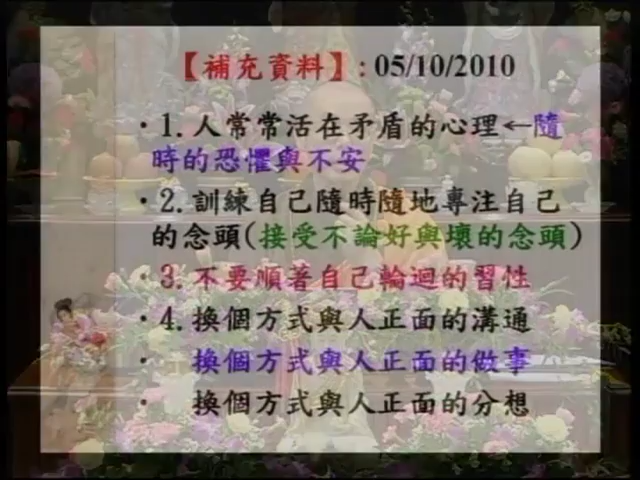 【補充資料】: 05/10/2010
·1.人常常活在矛盾的心理←隨
時的恐懼與不安
·2.訓練自己隨時隨地專注自己
的念頭(接受不論好與壞的念頭)
·3.不要順著自己輪迴的習性
·4.換個方式與人正面的溝通
· 換個方式與人正面的做事
· 換個方式與人正面的分想